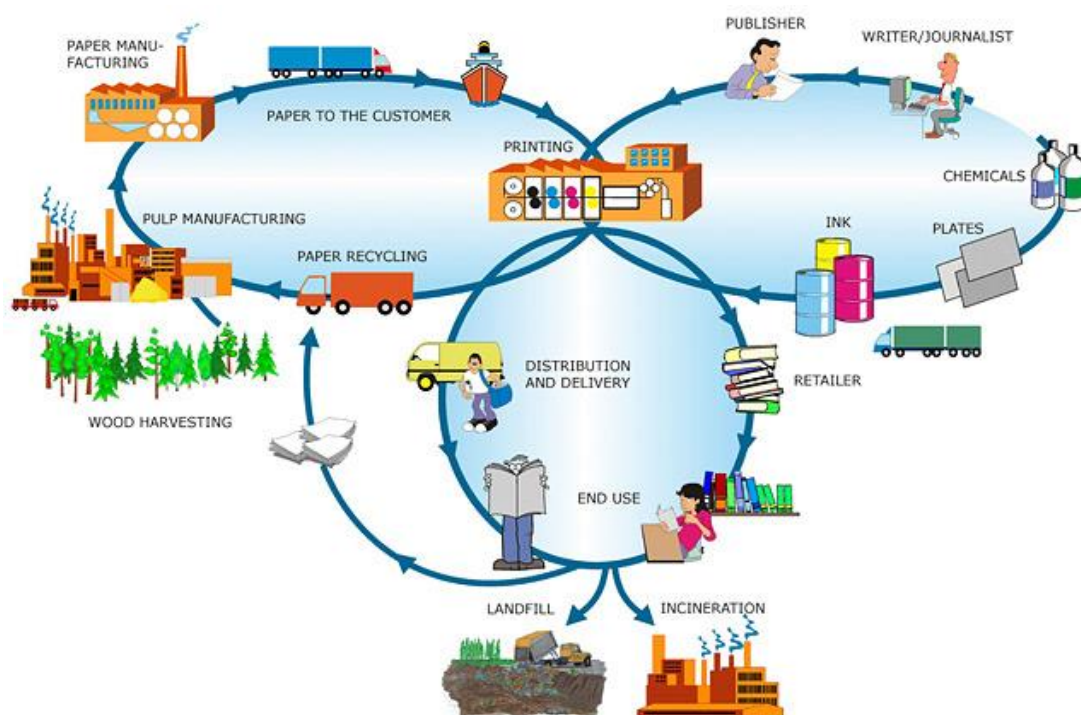 PUBLISHER
WRITER/JOURNALIST
PAPER MANU-
FACTURING
PAPER TO THE CUSTOMER
PRINTING
CHEMICALS
PULP MANUFACTURING
INK
PLATES
PAPER RECYCLING
DISTRIBUTION
AND DELIVERY
RETAILER
WOOD HARVESTING
END USE
LANDFILL
INCINERATION